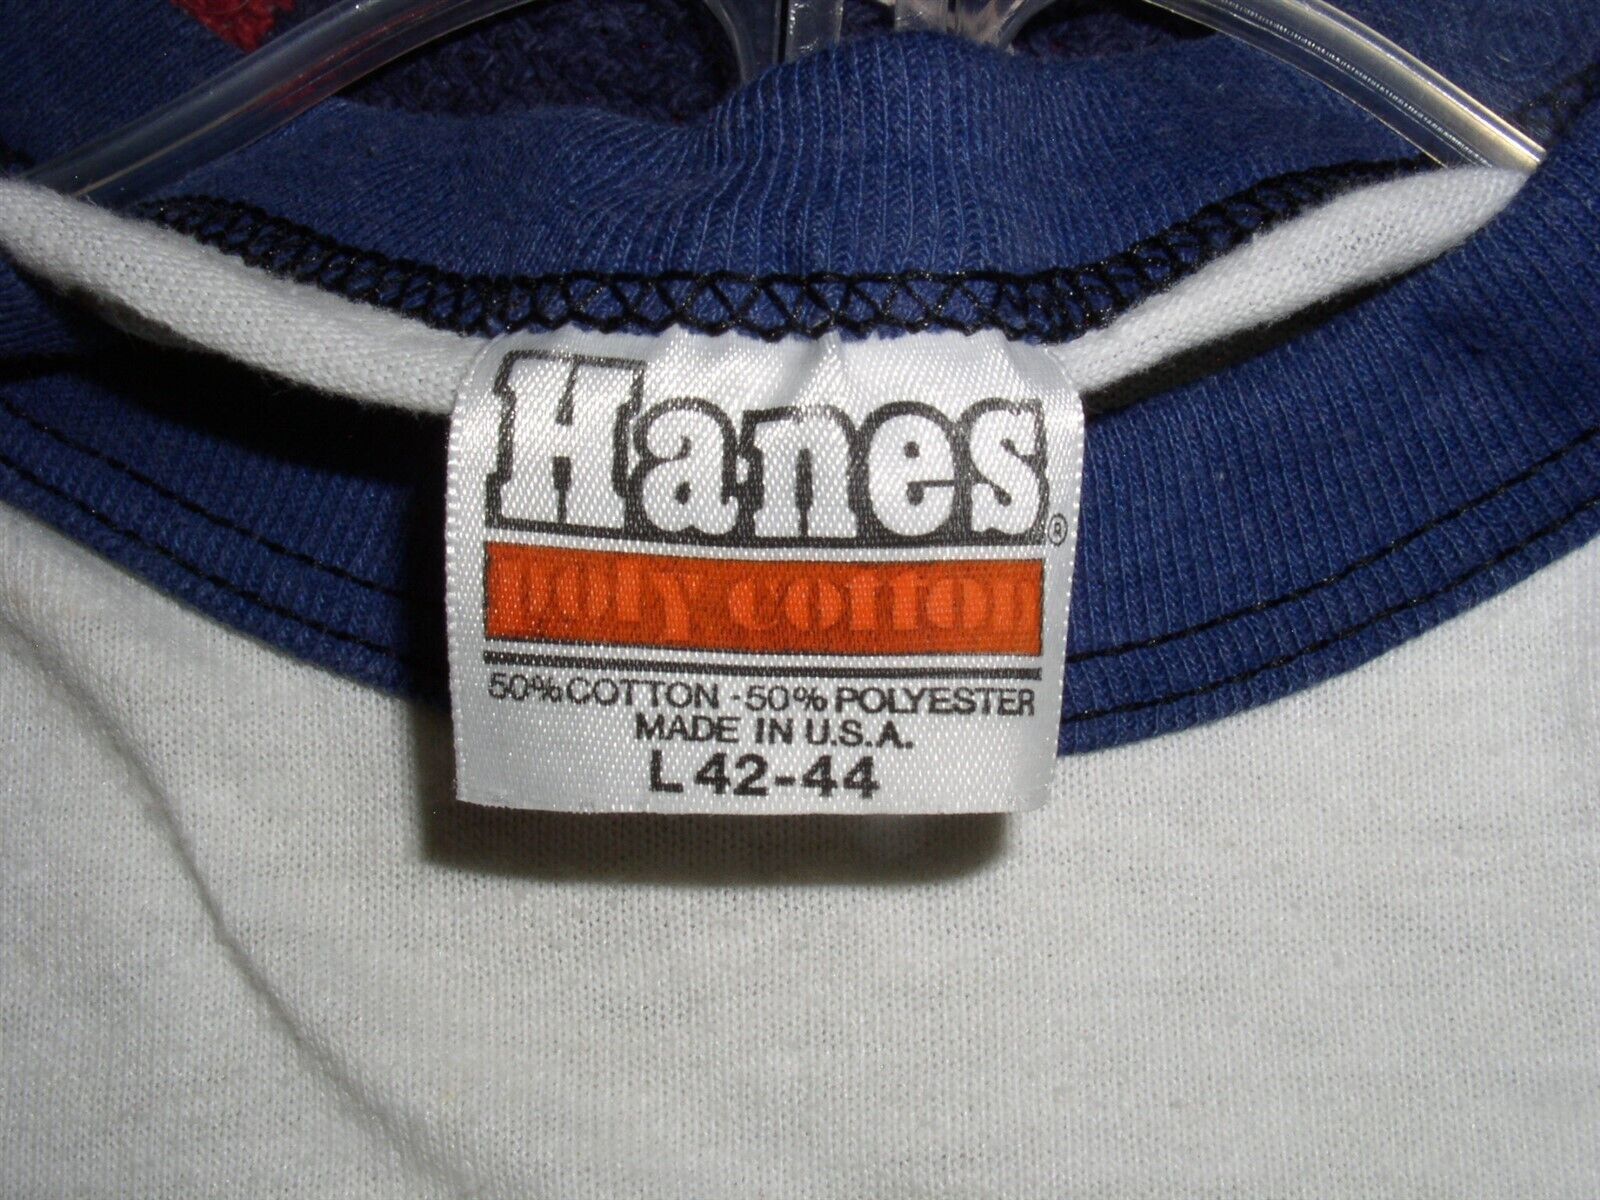 Hanes®
poly cotton
50% COTTON - 50% POLYESTER
MADE IN U.S.A.
L 42-44